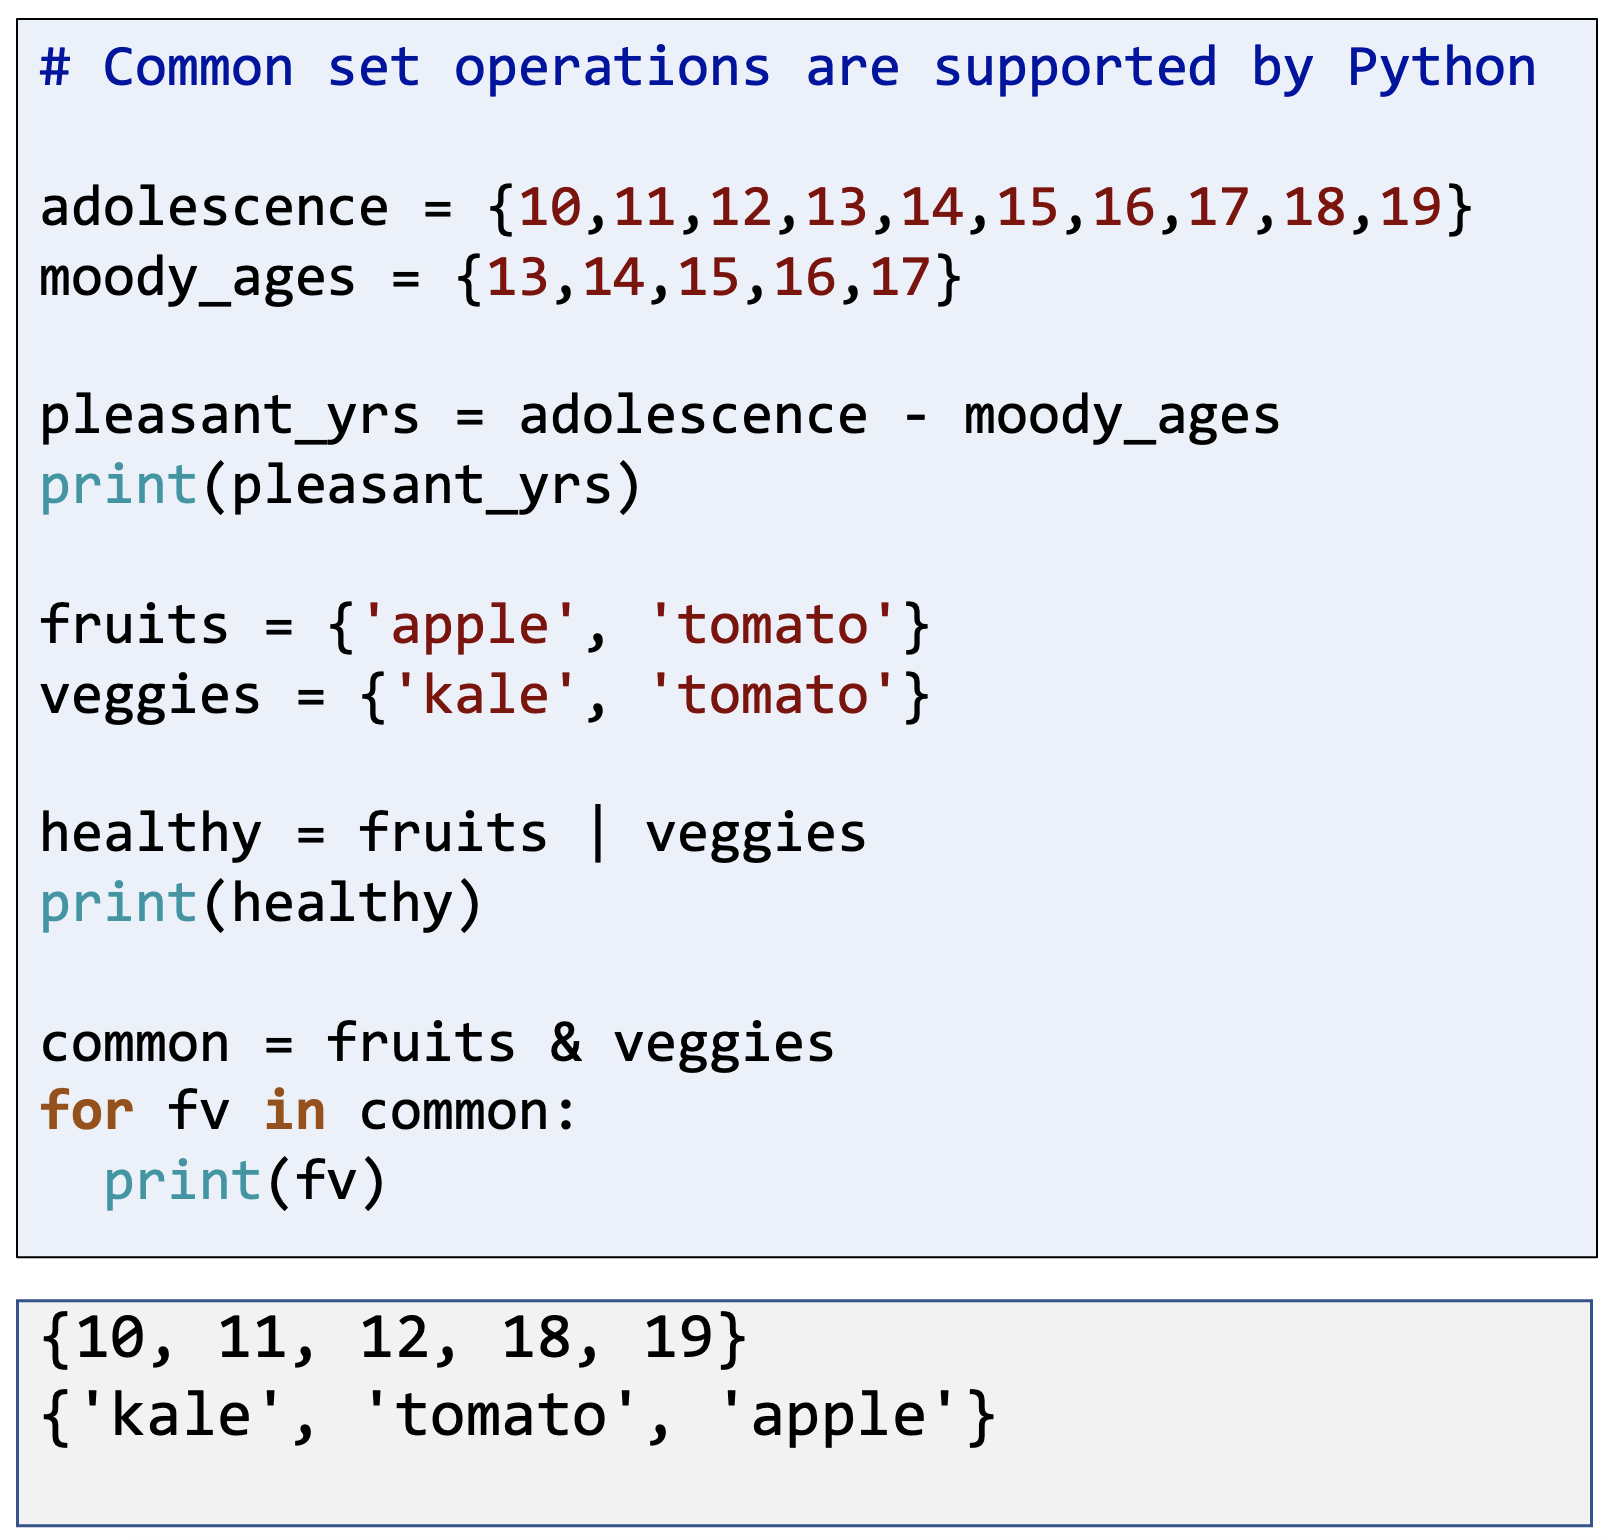 # Common set operations are supported by Python
adolescence = {10,11,12,13,14,15,16,17,18,19}
moody_ages = {13,14,15,16,17}
pleasant_yrs = adolescence - moody_ages
print(pleasant_yrs)
fruits = {'apple', 'tomato'}
veggies = {'kale', 'tomato'}
healthy = fruits | veggies
print(healthy)
common = fruits & veggies
for fv in common:
  print(fv)
{10, 11, 12, 18, 19}
{'kale', 'tomato', 'apple'}